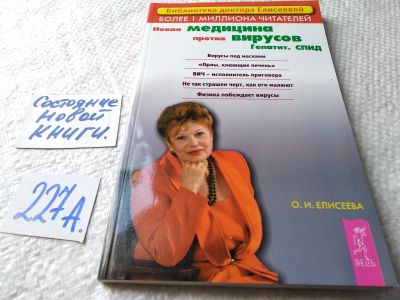 Библиотека доктора Елисеевой
БОЛЕЕ 1 МИЛЛИОНА ЧИТАТЕЛЕЙ
Новая медицина
против вирусов
Гепатит, СПИД
Вирусы под масками
«Орлы, клюющие печень»
ВИЧ – исполнитель приговора
Не так страшен черт, как его малюют
Физика побеждает вирусы
О. И. ЕЛИСЕЕВА
ВЕСЬ
Состояние
новой
книги.
227А.